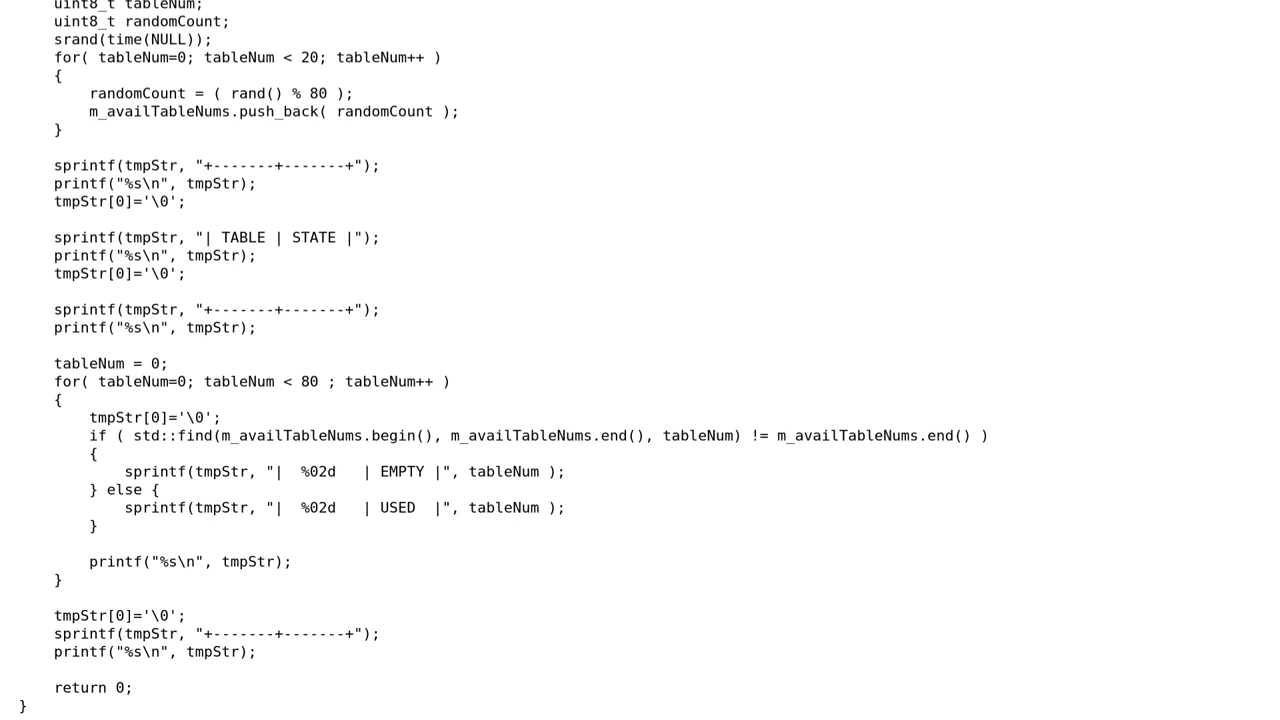 uint8_t tableNum;
    uint8_t randomCount;
    srand(time(NULL));
    for( tableNum=0; tableNum < 20; tableNum++ )
    {
        randomCount = ( rand() % 80 );
        m_availTableNums.push_back( randomCount );
    }

    sprintf(tmpStr, "+-------+-------+");
    printf("%s\n", tmpStr);
    tmpStr[0]='\0';

    sprintf(tmpStr, "| TABLE | STATE |");
    printf("%s\n", tmpStr);
    tmpStr[0]='\0';

    sprintf(tmpStr, "+-------+-------+");
    printf("%s\n", tmpStr);

    tableNum = 0;
    for( tableNum=0; tableNum < 80 ; tableNum++ )
    {
        tmpStr[0]='\0';
        if ( std::find(m_availTableNums.begin(), m_availTableNums.end(), tableNum) != m_availTableNums.end() )
        {
            sprintf(tmpStr, "|  %02d   | EMPTY |", tableNum );
        } else {
            sprintf(tmpStr, "|  %02d   | USED  |", tableNum );
        }

        printf("%s\n", tmpStr);
    }

    tmpStr[0]='\0';
    sprintf(tmpStr, "+-------+-------+");
    printf("%s\n", tmpStr);

    return 0;
}